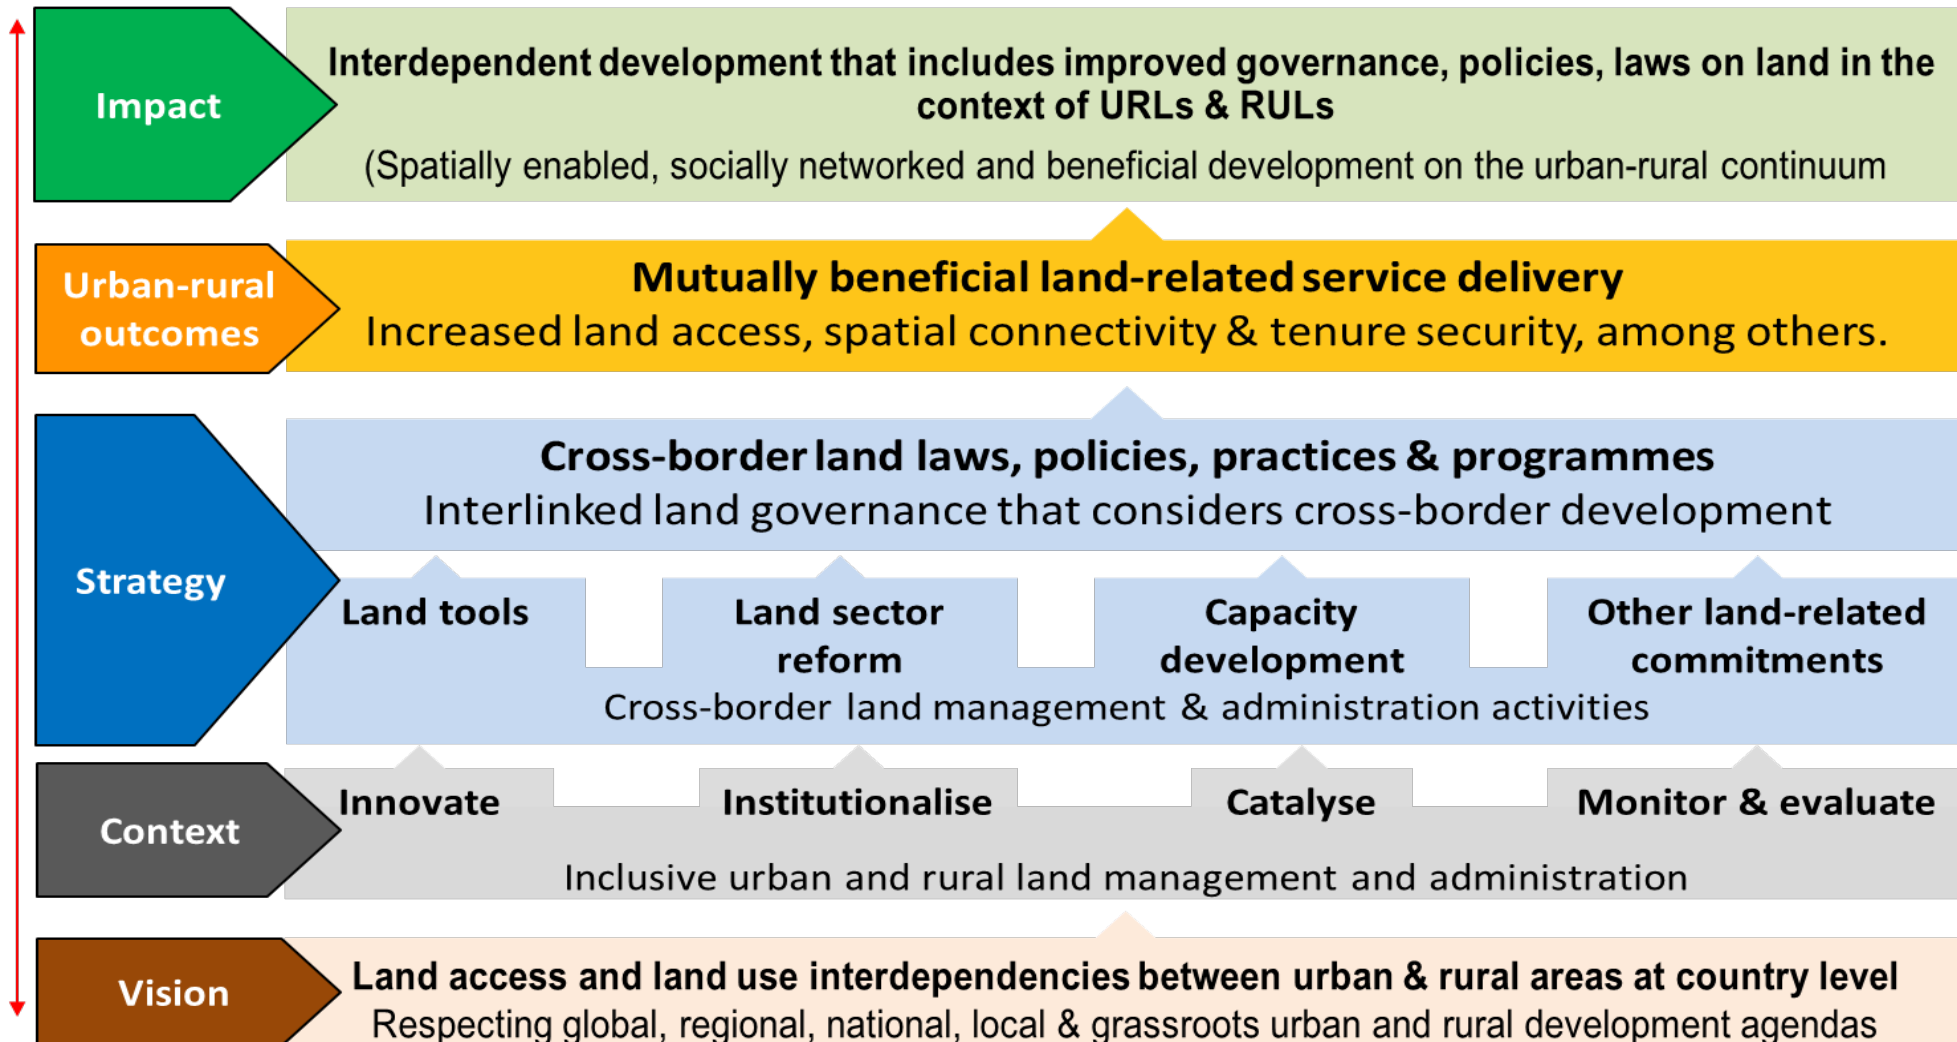 Impact
Interdependent development that includes improved governance, policies, laws on land in the
context of URLs & RULs
(Spatially enabled, socially networked and beneficial development on the urban-rural continuum
Urban-rural
outcomes
Mutually beneficial land-related service delivery
Increased land access, spatial connectivity & tenure security, among others.
Strategy
Cross-border land laws, policies, practices & programmes
Interlinked land governance that considers cross-border development
Land tools
Land sector
reform
Capacity
development
Other land-related
commitments
Cross-border land management & administration activities
Context
Innovate
Institutionalise
Catalyse
Monitor & evaluate
Inclusive urban and rural land management and administration
Vision
Land access and land use interdependencies between urban & rural areas at country level
Respecting global, regional, national, local & grassroots urban and rural development agendas